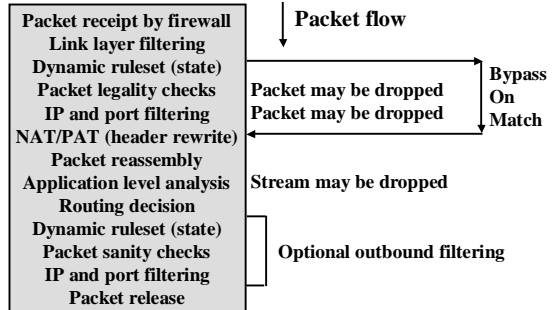 Packet receipt by firewall
Packet flow
Link layer filtering
Dynamic ruleset (state)
Packet legality checks
Packet may be dropped
IP and port filtering
Packet may be dropped
Bypass
On
Match
NAT/PAT (header rewrite)
Packet reassembly
Application level analysis
Stream may be dropped
Routing decision
Dynamic ruleset (state)
Packet sanity checks
Optional outbound filtering
IP and port filtering
Packet release